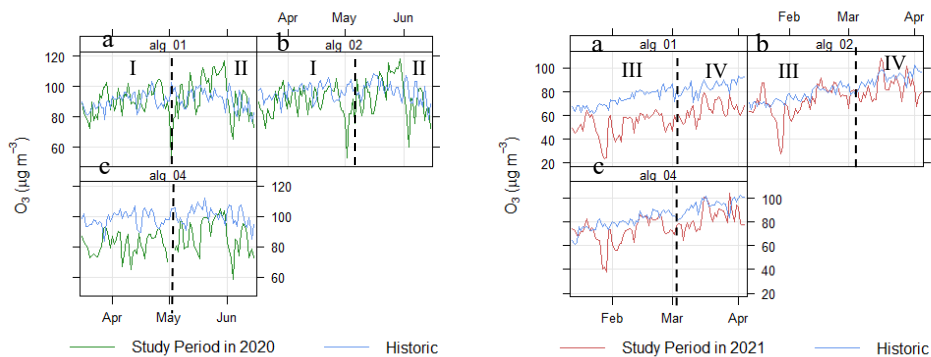 Apr May Jun
a alg_01 b alg_02
I II I II
120
100
80
60
c alg_04
O3 (µg m−3)
120
100
80
60
Apr May Jun
Study Period in 2020 Historic
Feb Mar Apr
a alg_01 b alg_02
III IV III IV
100
80
60
40
20
c alg_04
O3 (µg m−3)
100
80
60
40
20
Feb Mar Apr
Study Period in 2021 Historic